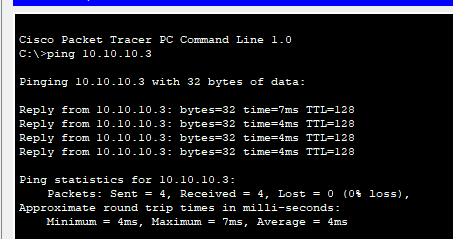 Cisco Packet Tracer PC Command Line 1.0
C:\>ping 10.10.10.3
Pinging 10.10.10.3 with 32 bytes of data:
Reply from 10.10.10.3: bytes=32 time=7ms TTL=128
Reply from 10.10.10.3: bytes=32 time=4ms TTL=128
Reply from 10.10.10.3: bytes=32 time=4ms TTL=128
Reply from 10.10.10.3: bytes=32 time=4ms TTL=128
Ping statistics for 10.10.10.3:
Packets: Sent = 4, Received = 4, Lost = 0 (0% loss),
Approximate round trip times in milli-seconds:
Minimum = 4ms, Maximum = 7ms, Average = 4ms